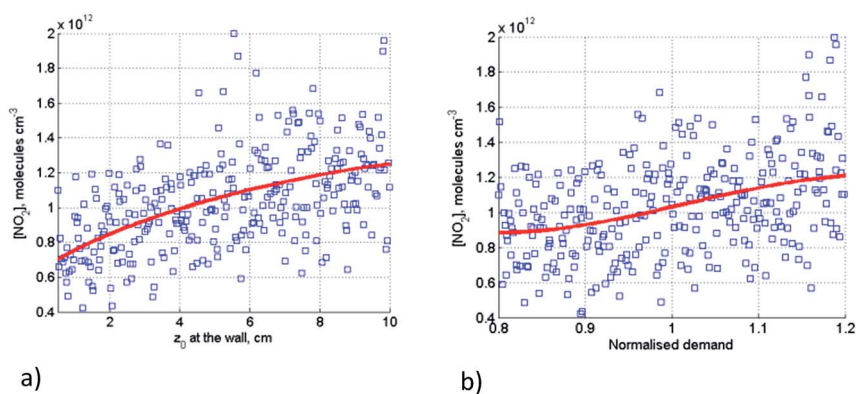 x 10^12
2
1.8
1.6
1.4
1.2
1
0.8
0.6
0.4
[NO2], molecules cm-3
2 4 6 8 10
z0 at the wall, cm
a)
x 10^12
2
1.8
1.6
1.4
1.2
1
0.8
0.6
0.4
[NO2], molecules cm-3
0.8 0.9 1 1.1 1.2
Normalised demand
b)